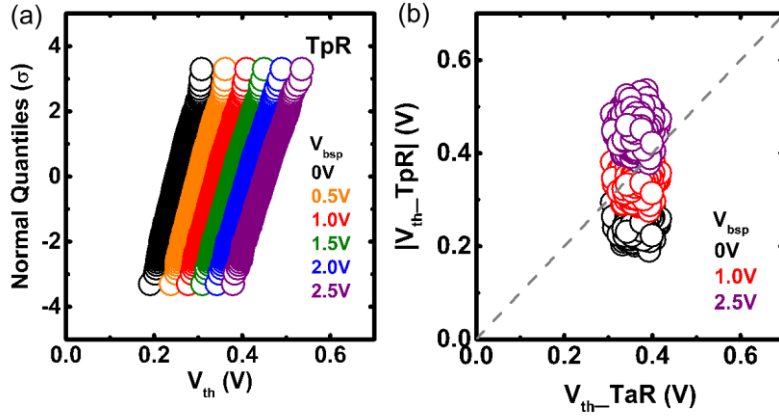 (a)
TpR
Normal Quantiles (σ)
4
2
0
-2
-4
V_bsp
0V
0.5V
1.0V
1.5V
2.0V
2.5V
0.0 0.2 0.4 0.6
V_th (V)
(b)
|V_th_TpR| (V)
0.6
0.4
0.2
0.0
V_bsp
0V
1.0V
2.5V
0.0 0.2 0.4 0.6
V_th_TaR (V)